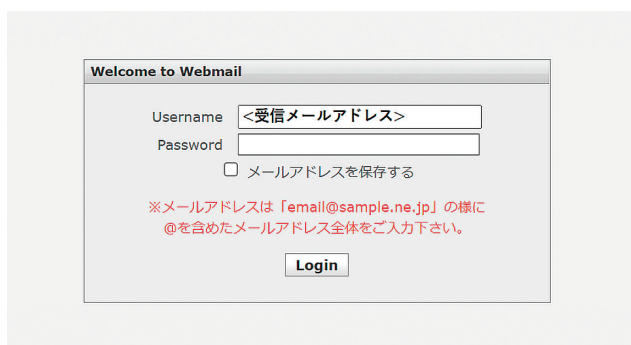 Welcome to Webmail
Username <受信メールアドレス>
Password
メールアドレスを保存する
※メールアドレスは「email@sample.ne.jp」の様に
@を含めたメールアドレス全体をご入力下さい。
Login